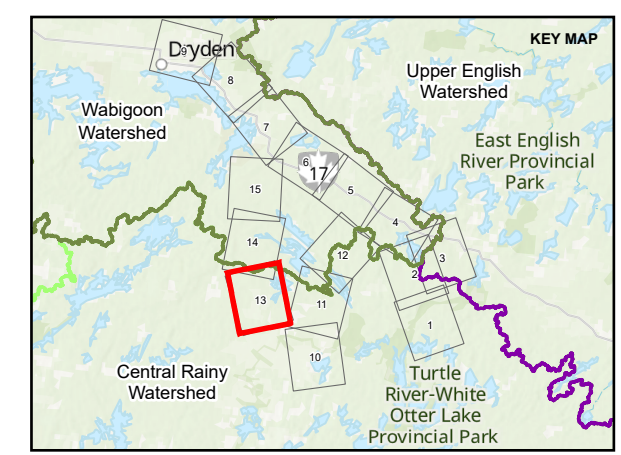 KEY MAP
Dryden
9
8
Upper English
Watershed
Wabigoon
Watershed
7
East English
River Provincial
Park
6
17
5
15
4
14
12
3
2
13
11
1
10
Central Rainy
Watershed
Turtle
River-White
Otter Lake
Provincial Park